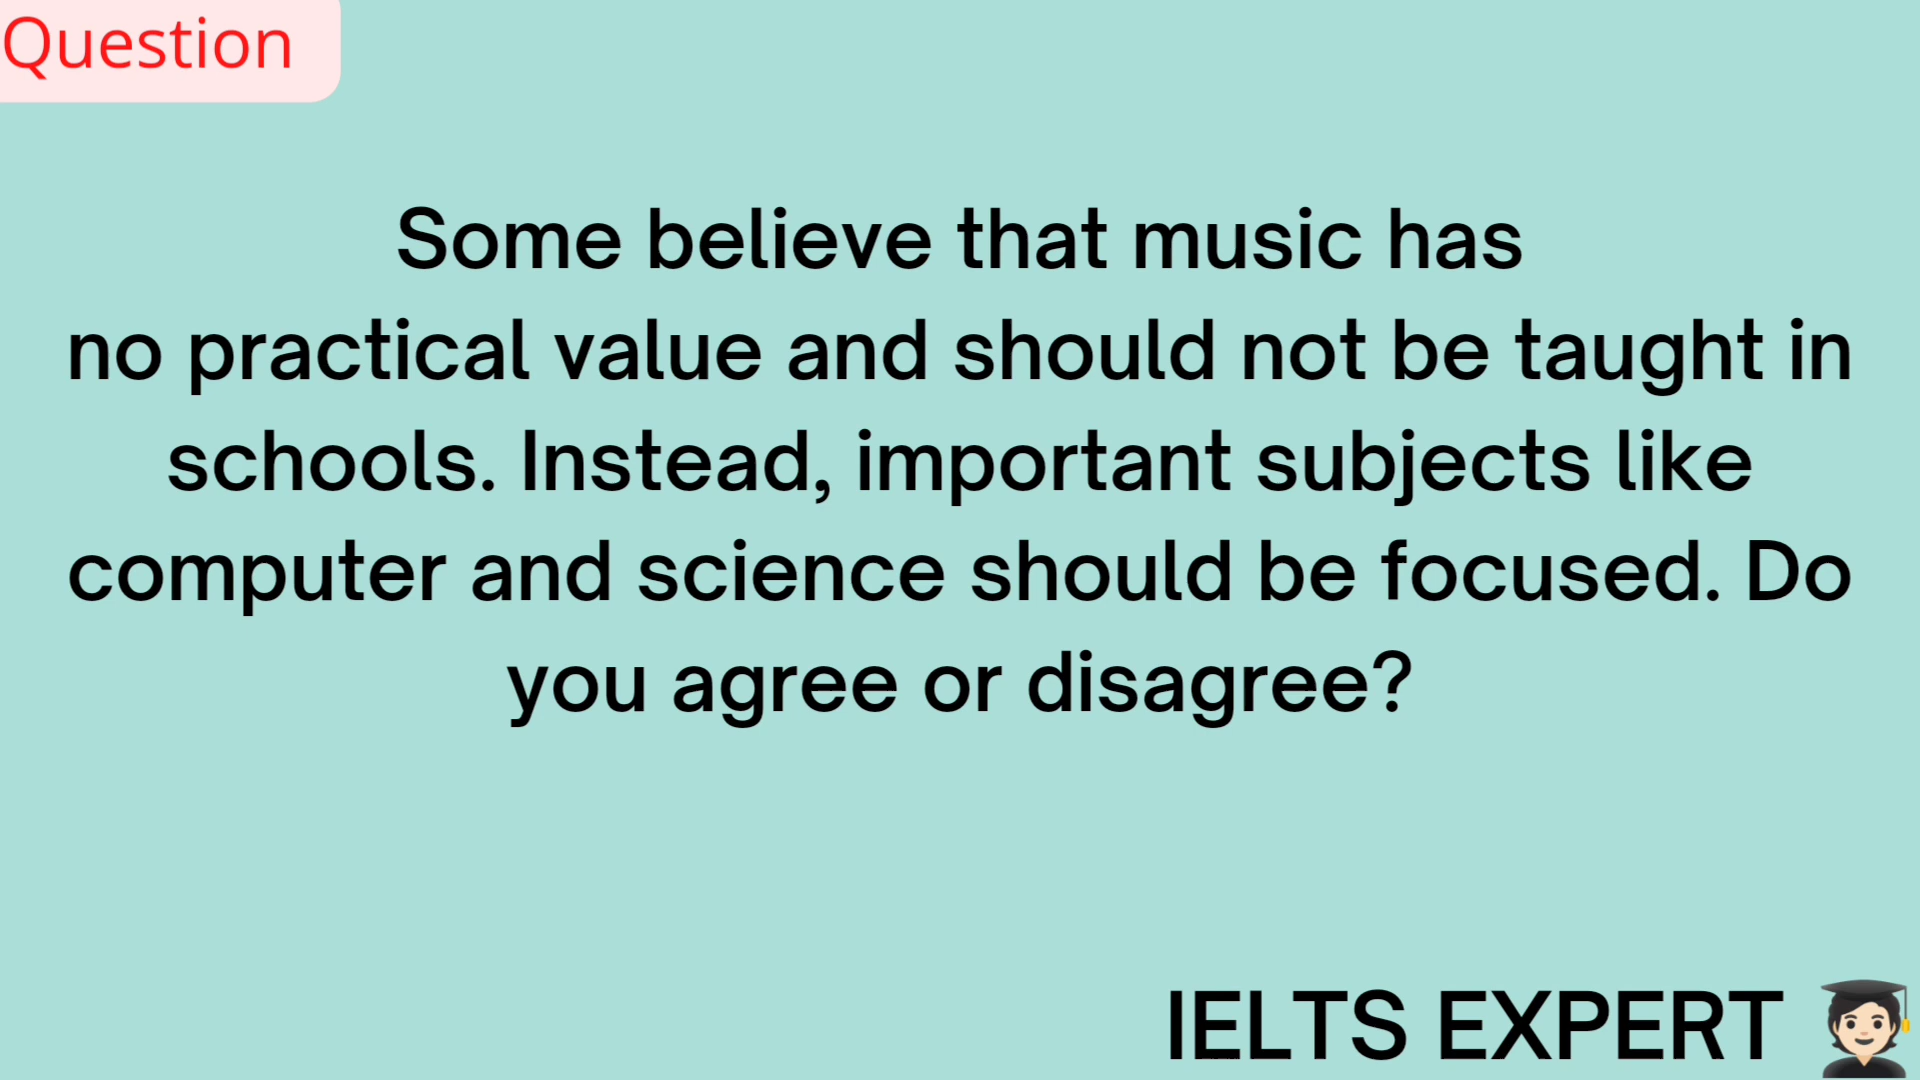 Question
Some believe that music has
no practical value and should not be taught in
schools. Instead, important subjects like
computer and science should be focused. Do
you agree or disagree?
IELTS EXPERT